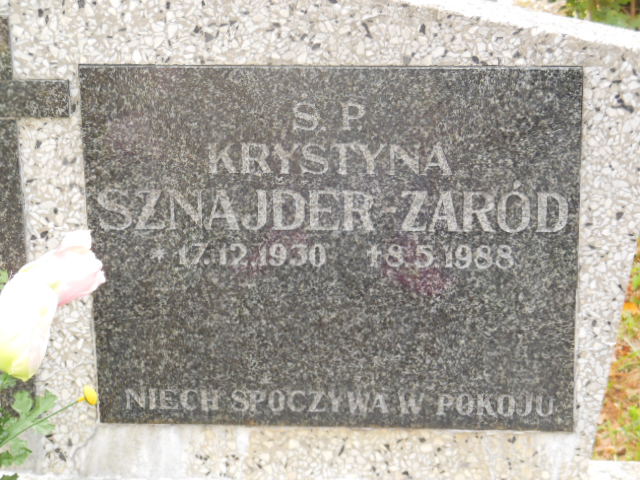 Ś. P.
KRYSTYNA
SZNAJDER-ZARÓD
* 17.12.1930 † 8.5.1988
NIECH SPOCZYWA W POKOJU